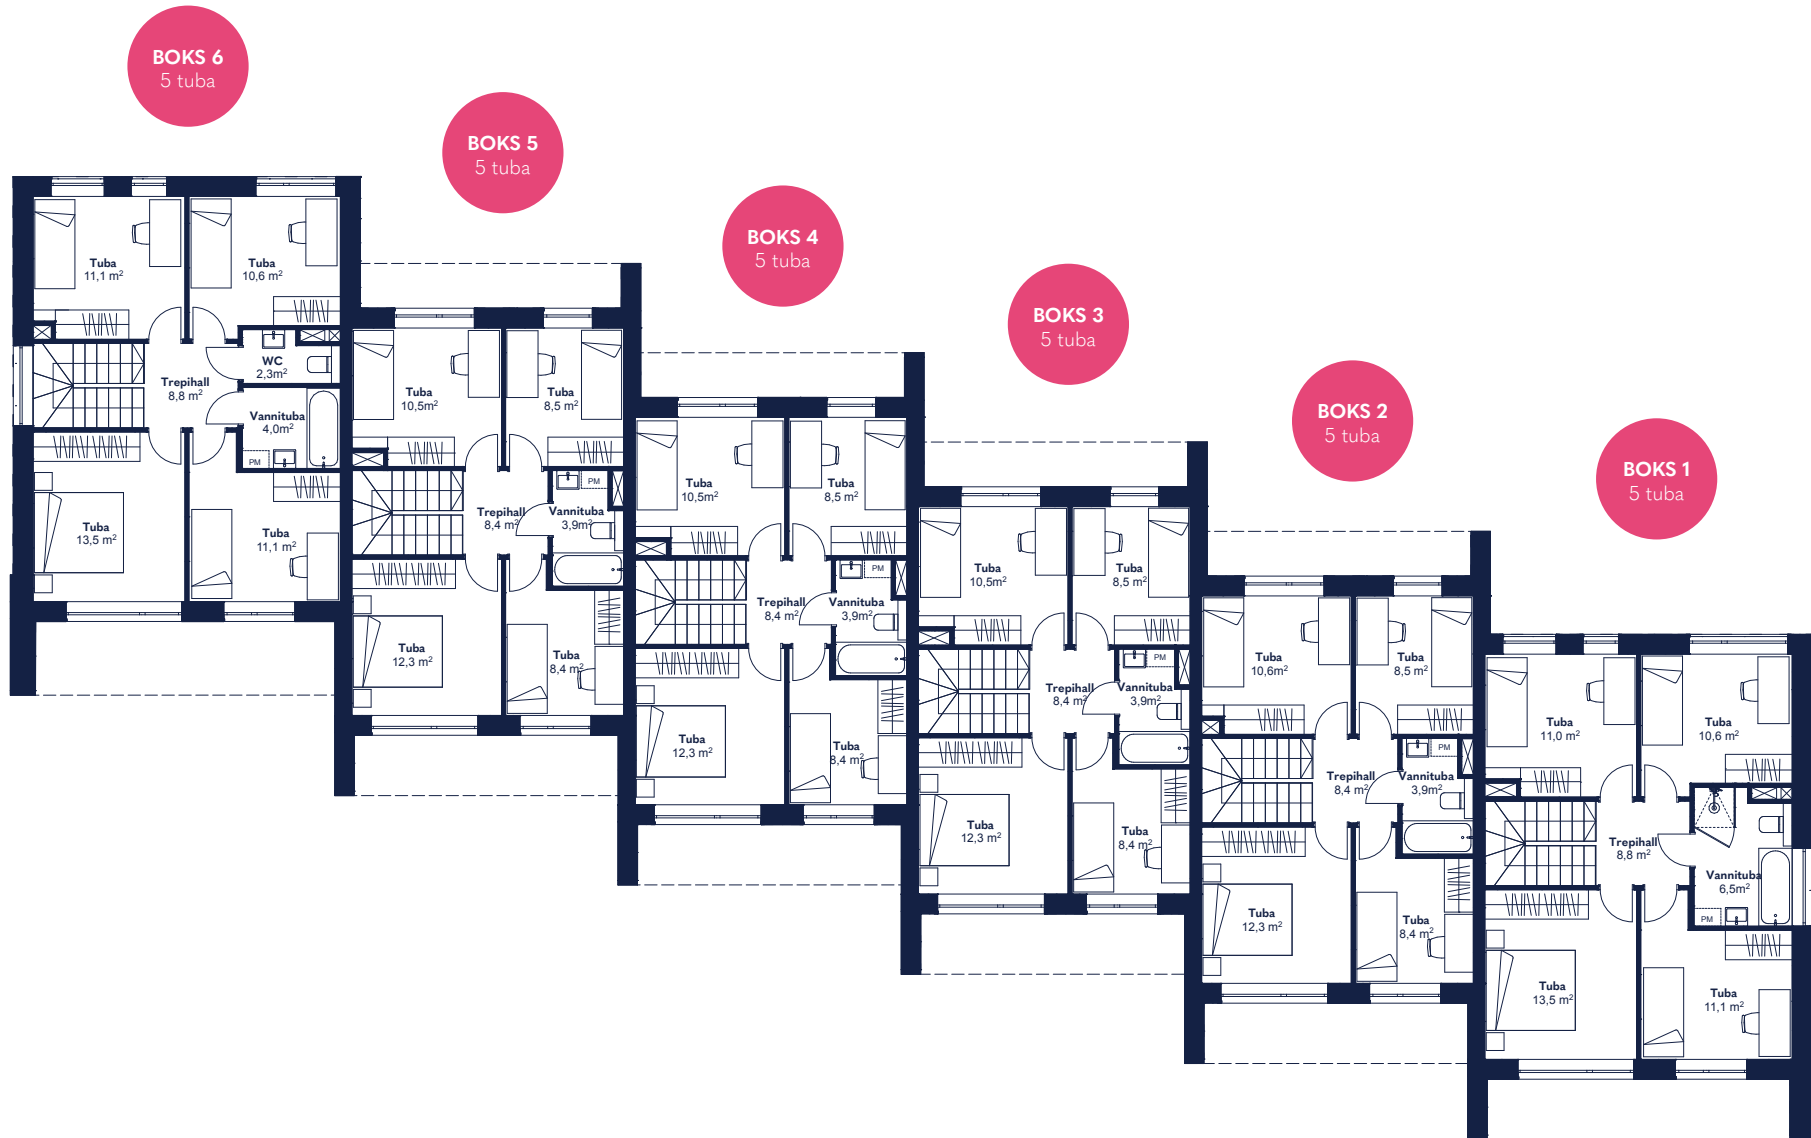 BOKS 6
5 tuba
BOKS 5
5 tuba
BOKS 4
5 tuba
BOKS 3
5 tuba
BOKS 2
5 tuba
BOKS 1
5 tuba
Tuba
11,1 m²
Tuba
10,6 m²
WC
2,3m²
Trepihall
8,8 m²
Vannituba
4,0m²
PM
Tuba
13,5 m²
Tuba
11,1 m²
Tuba
10,5m²
Tuba
8,5 m²
PM
Trepihall
8,4 m²
Vannituba
3,9m²
Tuba
12,3 m²
Tuba
8,4 m²
Tuba
10,5m²
Tuba
8,5 m²
PM
Trepihall
8,4 m²
Vannituba
3,9m²
Tuba
12,3 m²
Tuba
8,4 m²
Tuba
10,5m²
Tuba
8,5 m²
PM
Trepihall
8,4 m²
Vannituba
3,9m²
Tuba
12,3 m²
Tuba
8,4 m²
Tuba
10,6m²
Tuba
8,5 m²
PM
Trepihall
8,4 m²
Vannituba
3,9m²
Tuba
12,3 m²
Tuba
8,4 m²
Tuba
11,0 m²
Tuba
10,6 m²
Trepihall
8,8 m²
Vannituba
6,5m²
PM
Tuba
13,5 m²
Tuba
11,1 m²